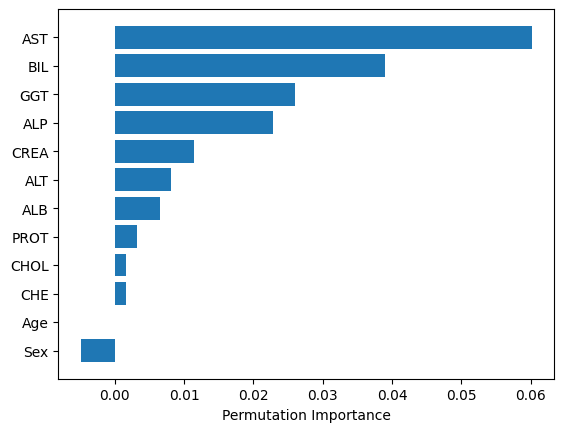 AST
BIL
GGT
ALP
CREA
ALT
ALB
PROT
CHOL
CHE
Age
Sex
0.00 0.01 0.02 0.03 0.04 0.05 0.06
Permutation Importance